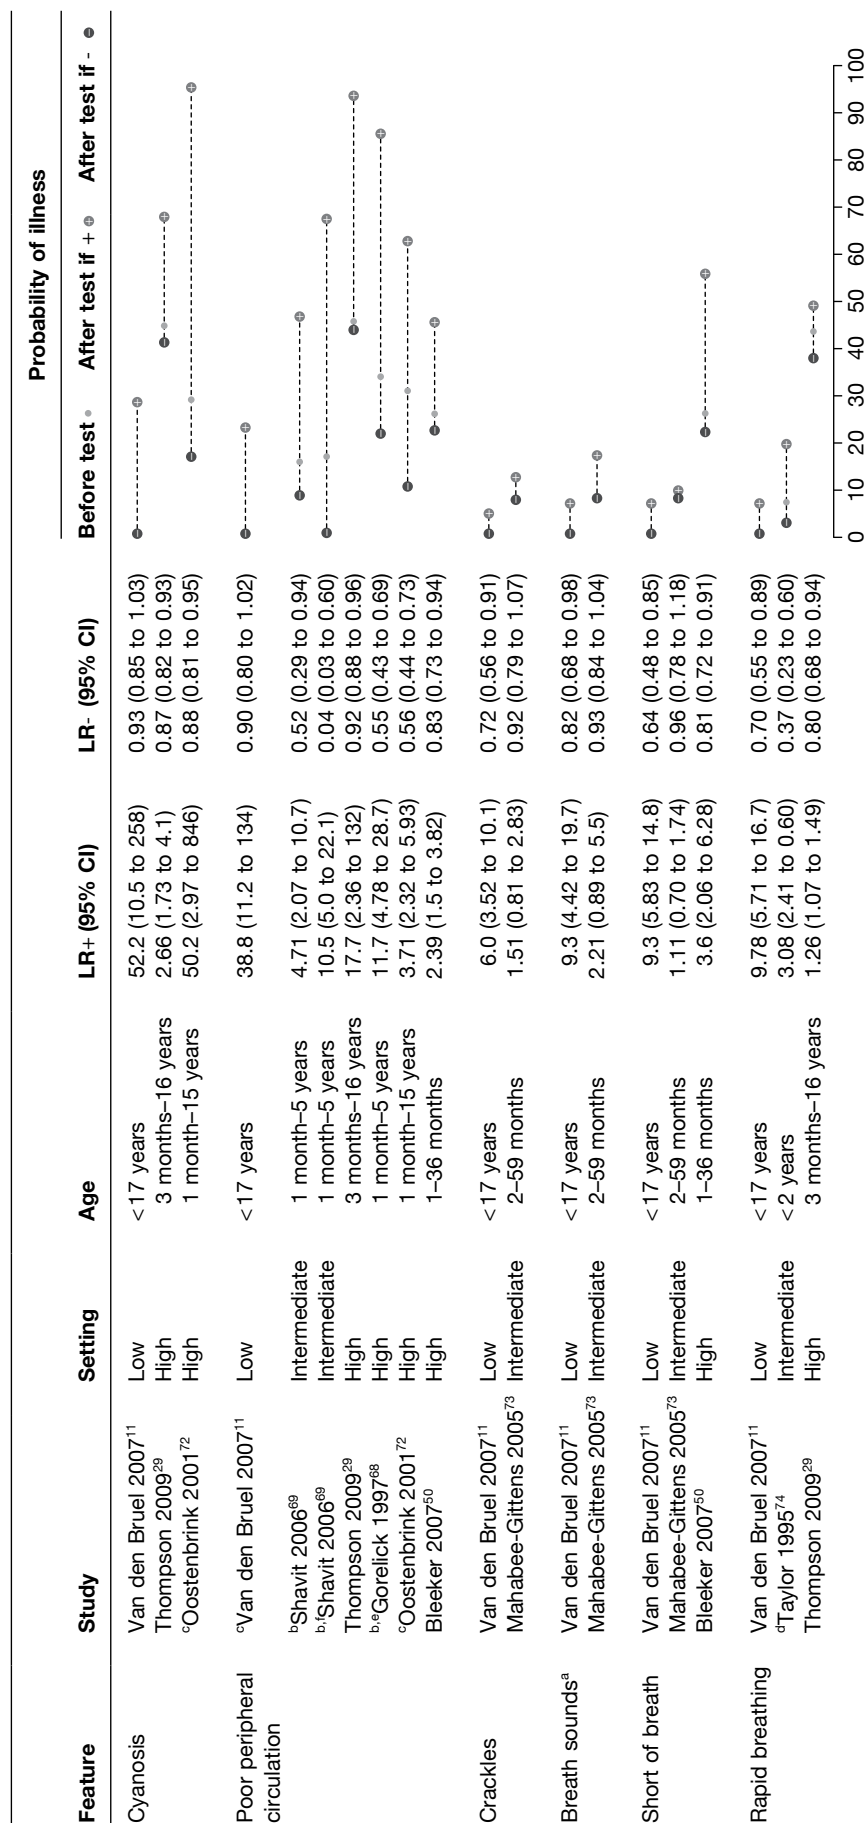 Probability of illness
Feature Study Setting Age LR+ (95% CI) LR- (95% CI) Before test After test if + After test if -
Cyanosis Van den Bruel 2007¹¹ Low <17 years 52.2 (10.5 to 258) 0.93 (0.85 to 1.03)
Thompson 2009²⁹ High 3 months–16 years 2.66 (1.73 to 4.1) 0.87 (0.82 to 0.93)
ᶜOostenbrink 2001⁷² High 1 month–15 years 50.2 (2.97 to 846) 0.88 (0.81 to 0.95)
Poor peripheral ᶜVan den Bruel 2007¹¹ Low <17 years 38.8 (11.2 to 134) 0.90 (0.80 to 1.02)
circulation
ᵇShavit 2006⁶⁹ Intermediate 1 month–5 years 4.71 (2.07 to 10.7) 0.52 (0.29 to 0.94)
ᵇ,ᶠShavit 2006⁶⁹ Intermediate 1 month–5 years 10.5 (5.0 to 22.1) 0.04 (0.03 to 0.60)
Thompson 2009²⁹ High 3 months–16 years 17.7 (2.36 to 132) 0.92 (0.88 to 0.96)
ᵇ,ᵉGorelick 1997⁶⁸ High 1 month–5 years 11.7 (4.78 to 28.7) 0.55 (0.43 to 0.69)
ᶜOostenbrink 2001⁷² High 1 month–15 years 3.71 (2.32 to 5.93) 0.56 (0.44 to 0.73)
Bleeker 2007⁵⁰ High 1–36 months 2.39 (1.5 to 3.82) 0.83 (0.73 to 0.94)
Crackles Van den Bruel 2007¹¹ Low <17 years 6.0 (3.52 to 10.1) 0.72 (0.56 to 0.91)
Mahabee-Gittens 2005⁷³ Intermediate 2–59 months 1.51 (0.81 to 2.83) 0.92 (0.79 to 1.07)
Breath soundsᵃ Van den Bruel 2007¹¹ Low <17 years 9.3 (4.42 to 19.7) 0.82 (0.68 to 0.98)
Mahabee-Gittens 2005⁷³ Intermediate 2–59 months 2.21 (0.89 to 5.5) 0.93 (0.84 to 1.04)
Short of breath Van den Bruel 2007¹¹ Low <17 years 9.3 (5.83 to 14.8) 0.64 (0.48 to 0.85)
Mahabee-Gittens 2005⁷³ Intermediate 2–59 months 1.11 (0.70 to 1.74) 0.96 (0.78 to 1.18)
Bleeker 2007⁵⁰ High 1–36 months 3.6 (2.06 to 6.28) 0.81 (0.72 to 0.91)
Rapid breathing Van den Bruel 2007¹¹ Low <17 years 9.78 (5.71 to 16.7) 0.70 (0.55 to 0.89)
ᵈTaylor 1995⁷⁴ Intermediate <2 years 3.08 (2.41 to 0.60) 0.37 (0.23 to 0.60)
Thompson 2009²⁹ High 3 months–16 years 1.26 (1.07 to 1.49) 0.80 (0.68 to 0.94)
0 10 20 30 40 50 60 70 80 90 100